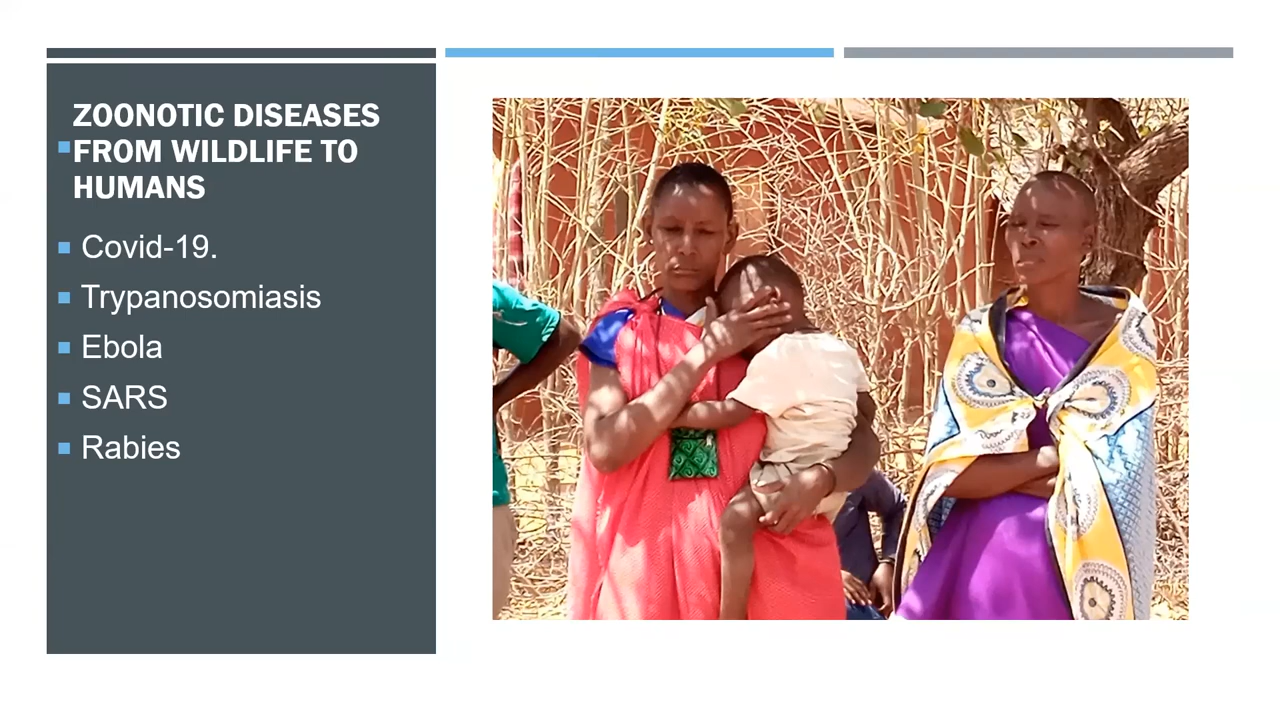 ZOONOTIC DISEASES
FROM WILDLIFE TO
HUMANS
Covid-19.
Trypanosomiasis
Ebola
SARS
Rabies